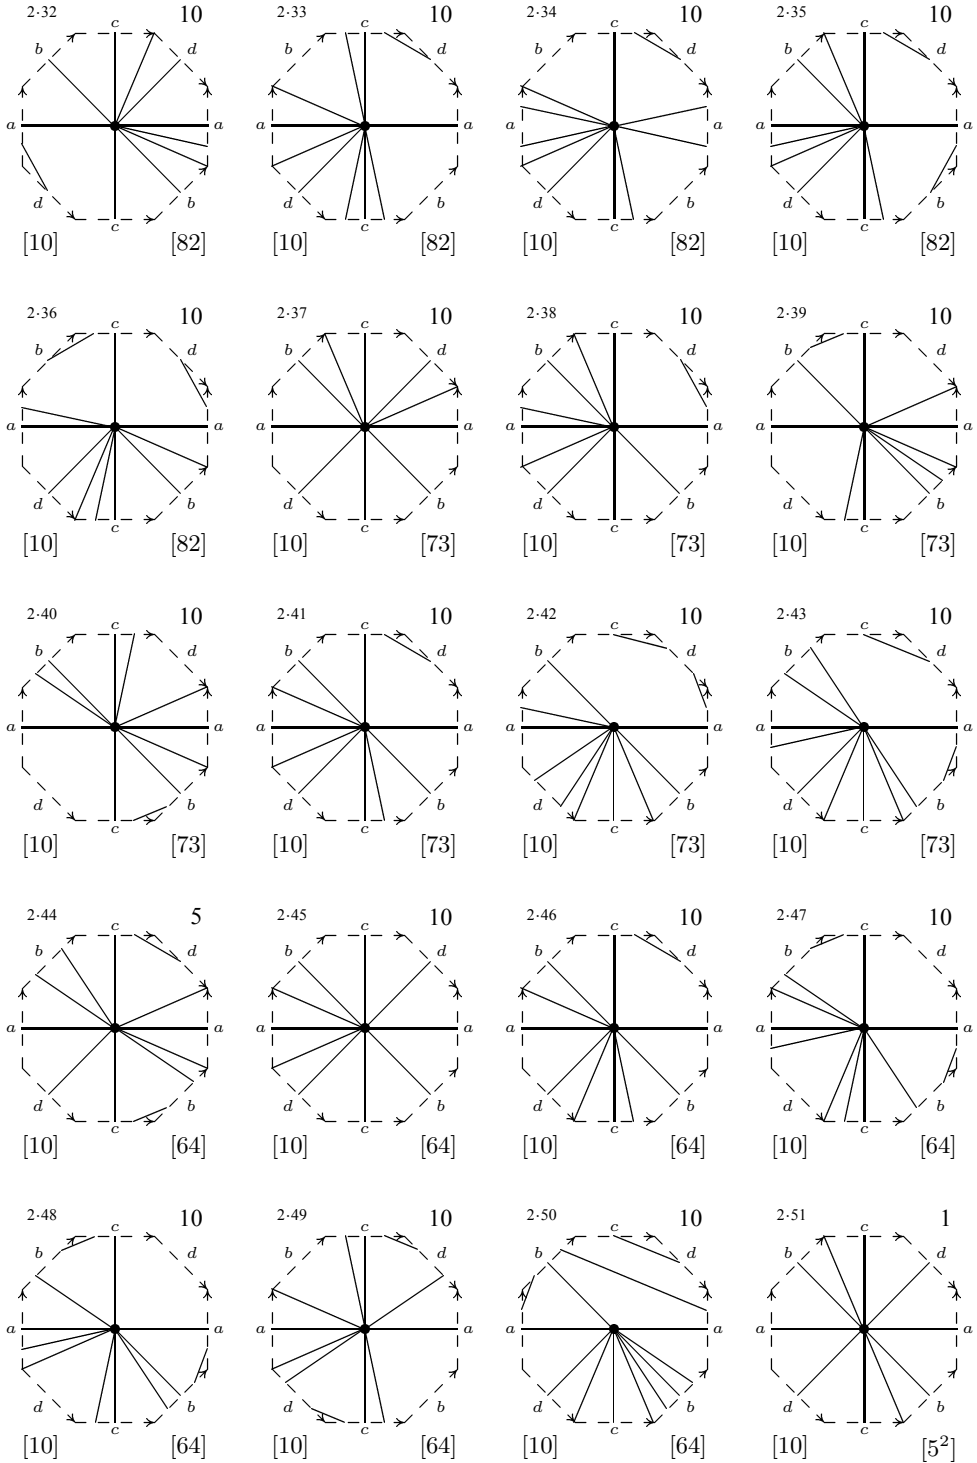 2·32 10 2·33 10 2·34 10 2·35 10
c c c c
b d b d b d b d
a a a a a a a a
d b d b d b d b
c c c c
[10] [82] [10] [82] [10] [82] [10] [82]
2·36 10 2·37 10 2·38 10 2·39 10
c c c c
b d b d b d b d
a a a a a a a a
d b d b d b d b
c c c c
[10] [82] [10] [73] [10] [73] [10] [73]
2·40 10 2·41 10 2·42 10 2·43 10
c c c c
b d b d b d b d
a a a a a a a a
d b d b d b d b
c c c c
[10] [73] [10] [73] [10] [73] [10] [73]
2·44 5 2·45 10 2·46 10 2·47 10
c c c c
b d b d b d b d
a a a a a a a a
d b d b d b d b
c c c c
[10] [64] [10] [64] [10] [64] [10] [64]
2·48 10 2·49 10 2·50 10 2·51 1
c c c c
b d b d b d b d
a a a a a a a a
d b d b d b d b
c c c c
[10] [64] [10] [64] [10] [64] [10] [5²]